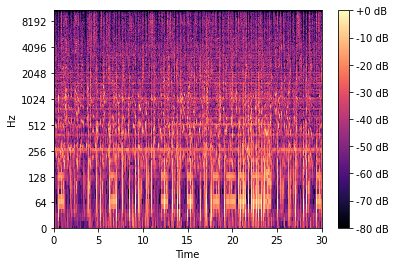 8192
4096
2048
1024
512
256
128
64
0
Hz
0 5 10 15 20 25 30
Time
+0 dB
-10 dB
-20 dB
-30 dB
-40 dB
-50 dB
-60 dB
-70 dB
-80 dB